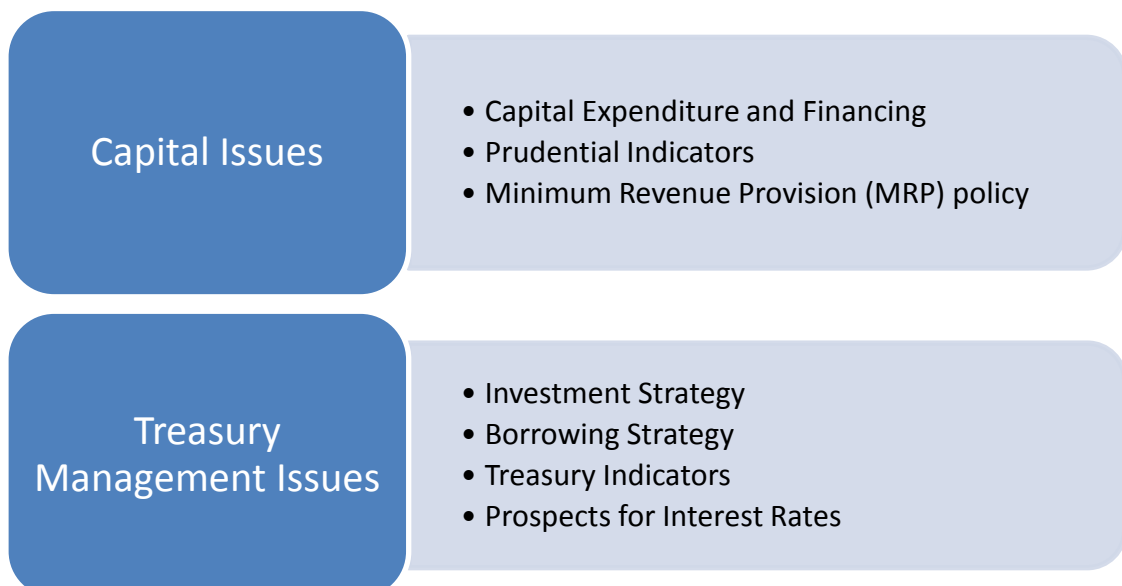 Capital Issues
• Capital Expenditure and Financing
• Prudential Indicators
• Minimum Revenue Provision (MRP) policy
Treasury
Management Issues
• Investment Strategy
• Borrowing Strategy
• Treasury Indicators
• Prospects for Interest Rates